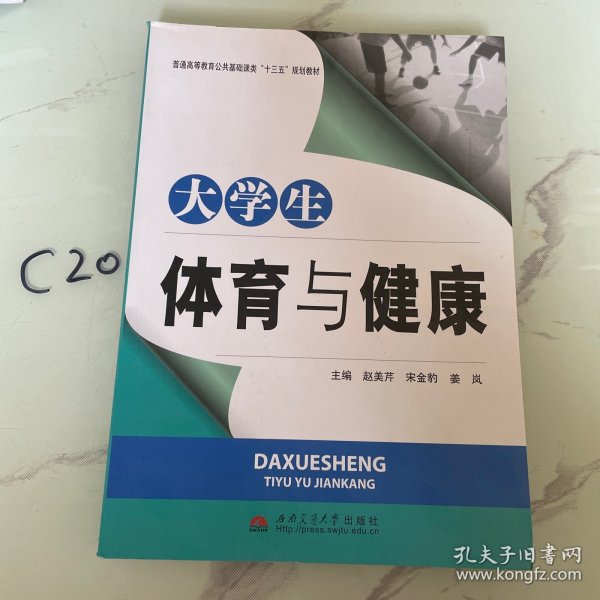 普通高等教育公共基础课类“十三五”规划教材
大学生
体育与健康
C20
主编 赵美芹 宋金豹 姜 岚
DAXUESHENG
TIYU YU JIANKANG
SWJTUP
西南交通大学出版社
Http://press.swjtu.edu.cn
孔夫子旧书网
www.kongfz.com